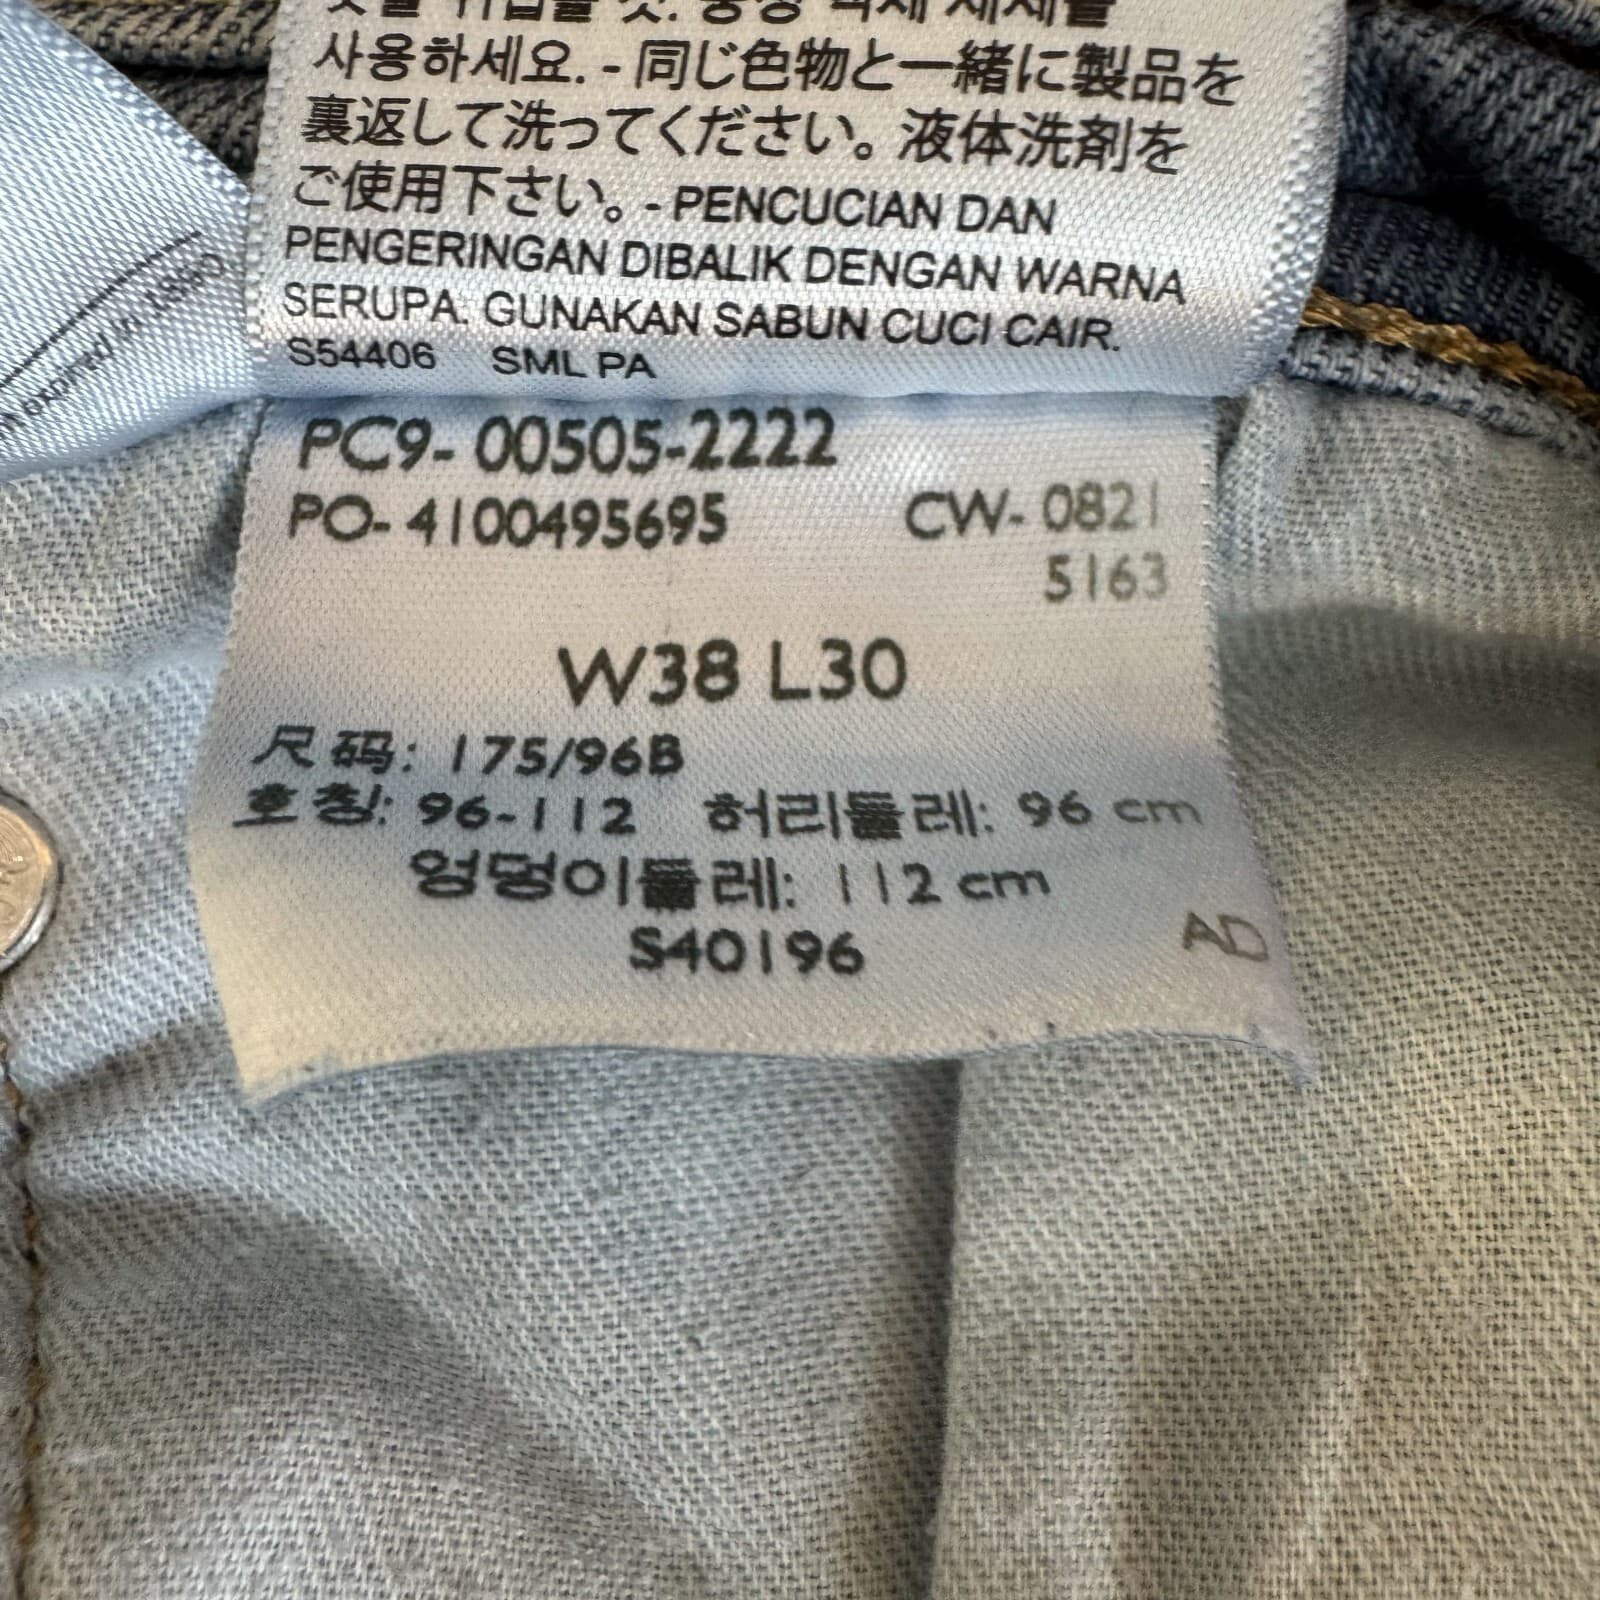 사용하세요. - 同じ色物と一緒に製品を
裏返して洗ってください。液体洗剤を
ご使用下さい。- PENCUCIAN DAN
PENGERINGAN DIBALIK DENGAN WARNA
SERUPA. GUNAKAN SABUN CUCI CAIR.
S54406 SML PA
PC9- 00505-2222
PO- 4100495695 CW- 0821
5163
W38 L30
尺码: 175/96B
호칭: 96-112 허리둘레: 96 cm
엉덩이둘레: 112 cm
S40196 AD